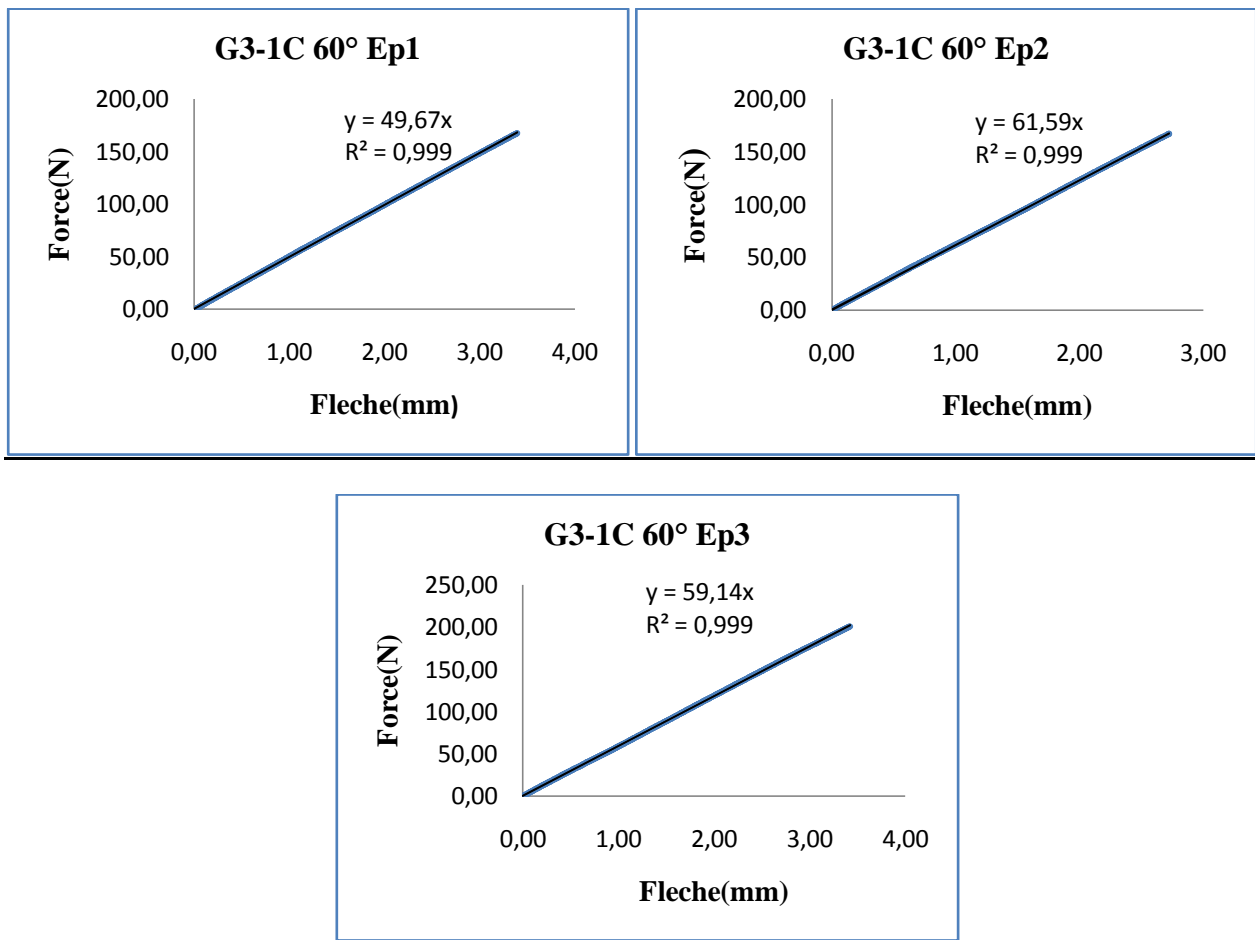 G3-1C 60° Ep1
y = 49,67x
R² = 0,999
200,00
150,00
100,00
50,00
0,00
0,00 1,00 2,00 3,00 4,00
Force(N)
Fleche(mm)
G3-1C 60° Ep2
y = 61,59x
R² = 0,999
200,00
150,00
100,00
50,00
0,00
0,00 1,00 2,00 3,00
Force(N)
Fleche(mm)
G3-1C 60° Ep3
y = 59,14x
R² = 0,999
250,00
200,00
150,00
100,00
50,00
0,00
0,00 1,00 2,00 3,00 4,00
Force(N)
Fleche(mm)